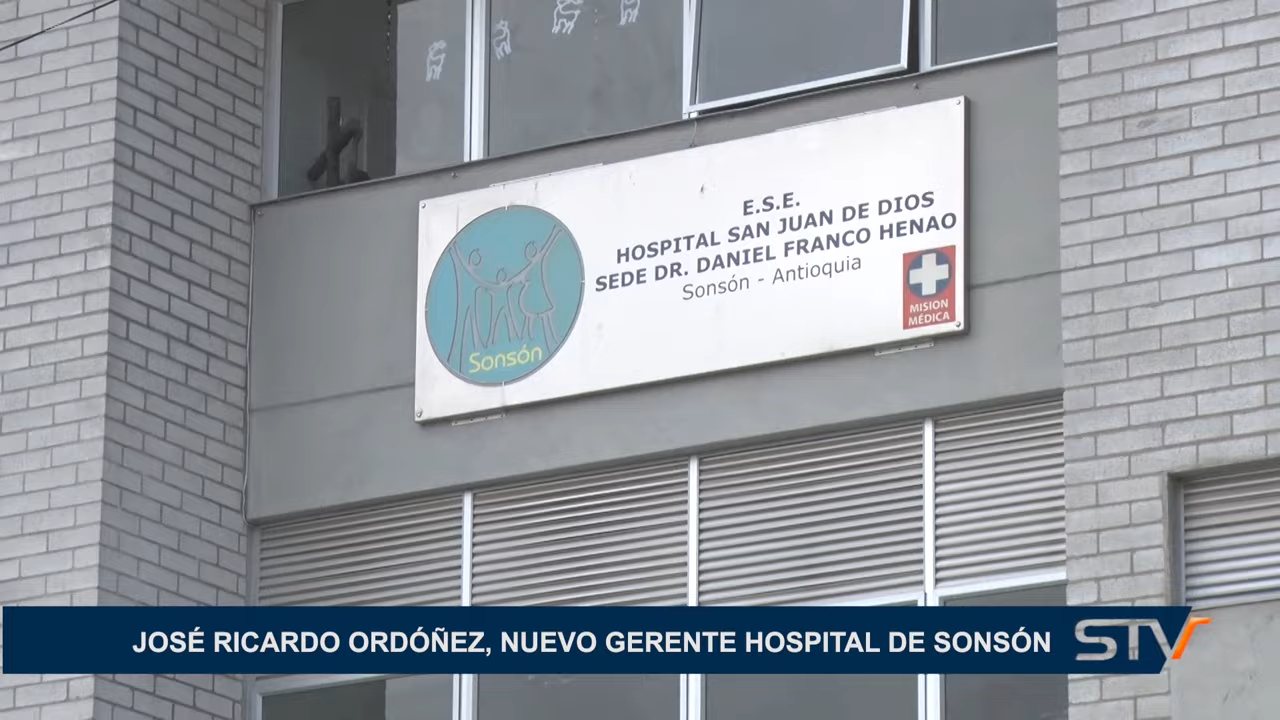 E.S.E.
HOSPITAL SAN JUAN DE DIOS
SEDE DR. DANIEL FRANCO HENAO
Sonsón - Antioquia
Sonsón
MISION
MÉDICA
JOSÉ RICARDO ORDÓÑEZ, NUEVO GERENTE HOSPITAL DE SONSÓN
STV